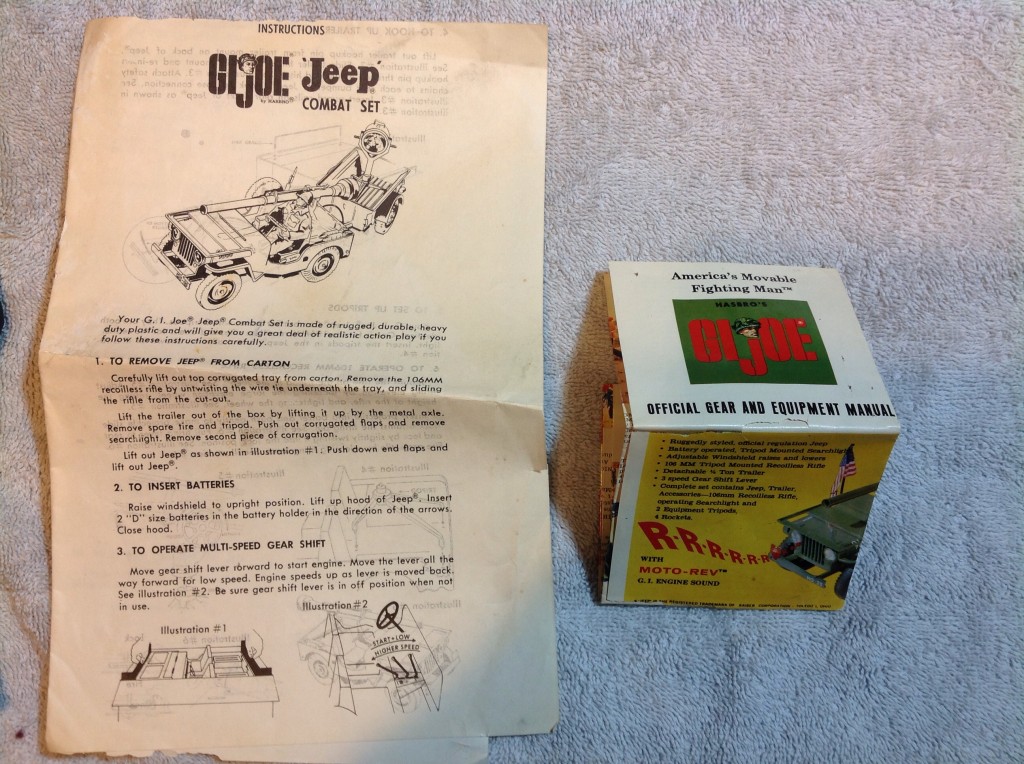 INSTRUCTIONS
GI JOE 'Jeep'®
by HASBRO® COMBAT SET
Your G. I. Joe® Jeep® Combat Set is made of rugged, durable, heavy
duty plastic and will give you a great deal of realistic action play if you
follow these instructions carefully.
1. TO REMOVE JEEP® FROM CARTON
Carefully lift out top corrugated tray from carton. Remove the 106MM
recoilless rifle by untwisting the wire tie underneath the tray, and sliding
the rifle from the cut-out.
Lift the trailer out of the box by lifting it up by the metal axle.
Remove spare tire and tripod. Push out corrugated flaps and remove
searchlight. Remove second piece of corrugation.
Lift out Jeep® as shown in illustration #1. Push down end flaps and
lift out Jeep®.
2. TO INSERT BATTERIES
Raise windshield to upright position. Lift up hood of Jeep®. Insert
2 "D" size batteries in the battery holder in the direction of the arrows.
Close hood.
3. TO OPERATE MULTI-SPEED GEAR SHIFT
Move gear shift lever forward to start engine. Move the lever all the
way forward for low speed. Engine speeds up as lever is moved back.
See illustration #2. Be sure gear shift lever is in off position when not
in use.
Illustration #1
Illustration #2
START+LOW
HIGHER SPEED
America's Movable
Fighting Man™
HASBRO'S
GI JOE
OFFICIAL GEAR AND EQUIPMENT MANUAL
• Ruggedly styled, official regulation Jeep
• Battery operated, Tripod Mounted Searchlight
• Adjustable Windshield raises and lowers
• 106 MM Tripod Mounted Recoilless Rifle
• Detachable ¼ Ton Trailer
• 2 speed Gear Shift Lever
• Complete set contains Jeep, Trailer,
Accessories—106mm Recoilless Rifle,
operating Searchlight and
2 Equipment Tripods,
4 Rockets.
R-R-R-R-R-R
WITH
MOTO-REV™
G. I. ENGINE SOUND